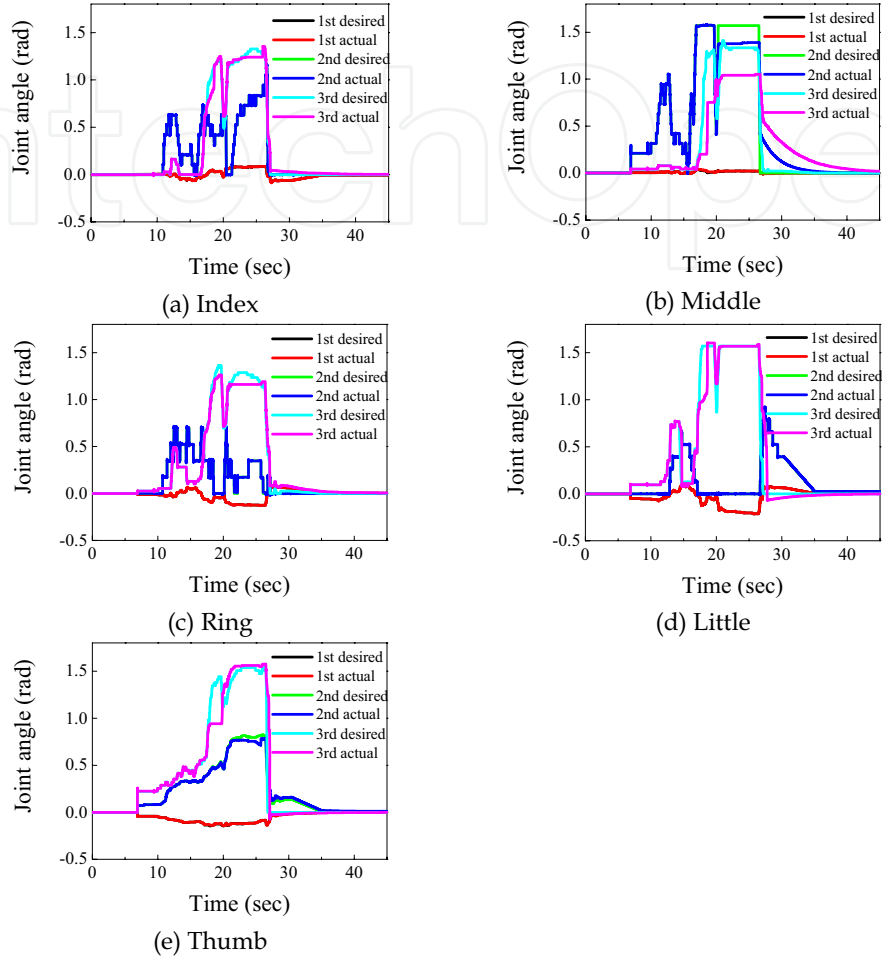 Joint angle (rad)
1.5
1.0
0.5
0.0
-0.5
0
10
20
30
40
Time (sec)
1st desired
1st actual
2nd desired
2nd actual
3rd desired
3rd actual
(a) Index
Joint angle (rad)
1.5
1.0
0.5
0.0
-0.5
0
10
20
30
40
Time (sec)
1st desired
1st actual
2nd desired
2nd actual
3rd desired
3rd actual
(b) Middle
Joint angle (rad)
1.5
1.0
0.5
0.0
-0.5
0
10
20
30
40
Time (sec)
1st desired
1st actual
2nd desired
2nd actual
3rd desired
3rd actual
(c) Ring
Joint angle (rad)
1.5
1.0
0.5
0.0
-0.5
0
10
20
30
40
Time (sec)
1st desired
1st actual
2nd desired
2nd actual
3rd desired
3rd actual
(d) Little
Joint angle (rad)
1.5
1.0
0.5
0.0
-0.5
0
10
20
30
40
Time (sec)
1st desired
1st actual
2nd desired
2nd actual
3rd desired
3rd actual
(e) Thumb